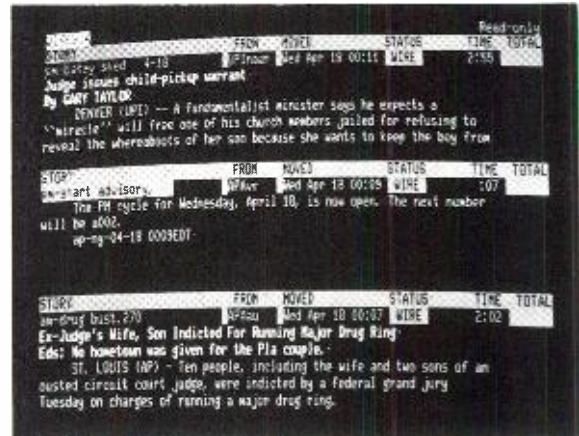 Read-only
STORY FROM MOVED STATUS TIME TOTAL
sked 4-18 Wed Apr 18 00:11 WIRE 2:55
Judge issues child-pickup warrant
By GARY TAYLOR
DENVER (UPI) -- A fundamentalist minister says he expects a
``miracle'' will free one of his church members jailed for refusing to
reveal the whereabouts of her son because she wants to keep the boy from
STORY FROM MOVED STATUS TIME TOTAL
art advisory, Wed Apr 18 00:09 WIRE :07
The PM cycle for Wednesday, April 18, is now open. The next number
will be a002.
ap-ny-04-18 0009EDT
STORY FROM MOVED STATUS TIME TOTAL
am-drug bust,270 Wed Apr 18 00:07 WIRE 2:02
Ex-Judge's Wife, Son Indicted For Running Major Drug Ring
Eds: No hometown was given for the Pla couple.
ST. LOUIS (AP) - Ten people, including the wife and two sons of an
ousted circuit court judge, were indicted by a federal grand jury
Tuesday on charges of running a major drug ring.